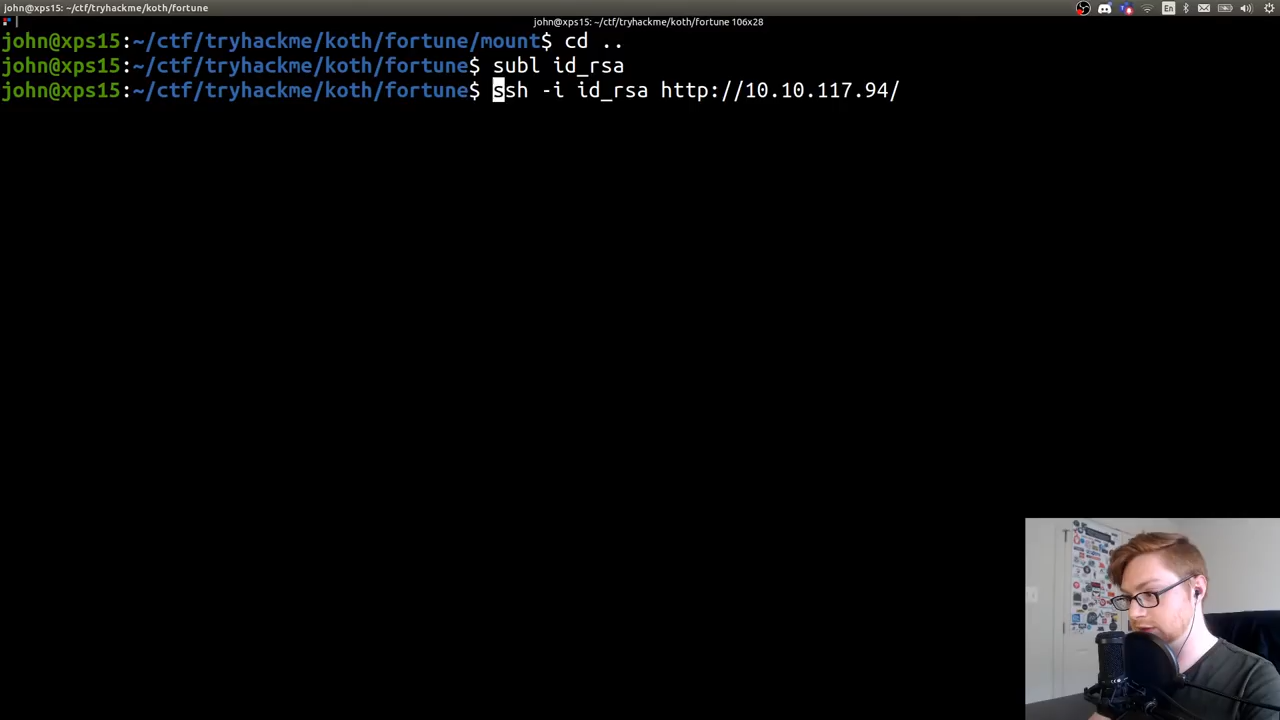 john@xps15: ~/ctf/tryhackme/koth/fortune
En
john@xps15: ~/ctf/tryhackme/koth/fortune 106x28
john@xps15:~/ctf/tryhackme/koth/fortune/mount$ cd ..
john@xps15:~/ctf/tryhackme/koth/fortune$ subl id_rsa
john@xps15:~/ctf/tryhackme/koth/fortune$ ssh -i id_rsa http://10.10.117.94/